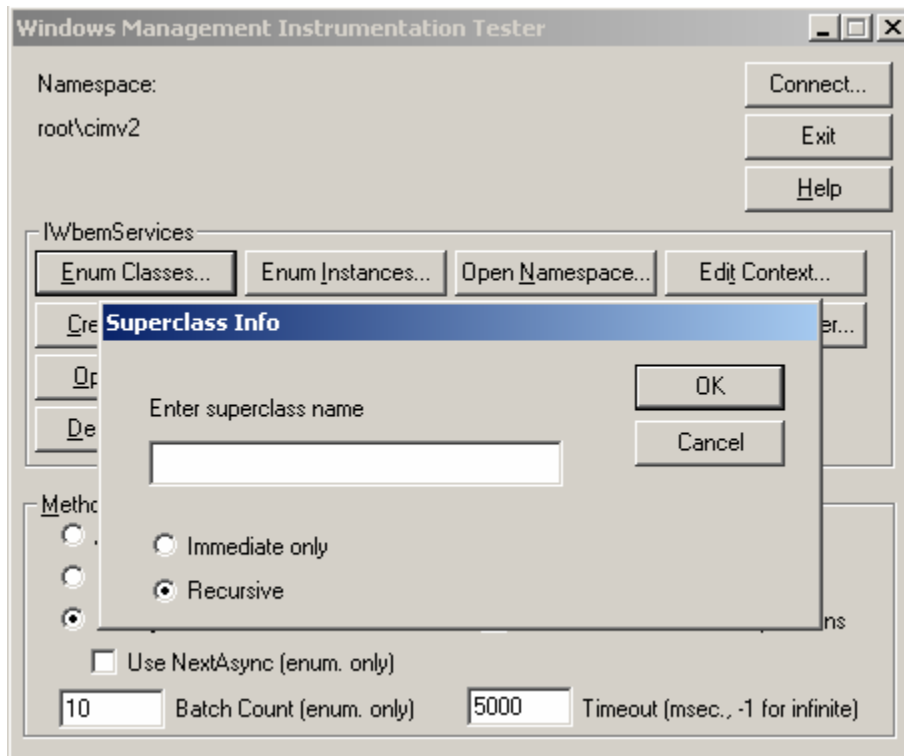 Windows Management Instrumentation Tester
Namespace:
Connect...
root\cimv2
Exit
Help
IWbemServices
Enum Classes...
Enum Instances...
Open Namespace...
Edit Context...
Superclass Info
Enter superclass name
OK
Cancel
Immediate only
Recursive
Use NextAsync (enum. only)
10
Batch Count (enum. only)
5000
Timeout (msec., -1 for infinite)